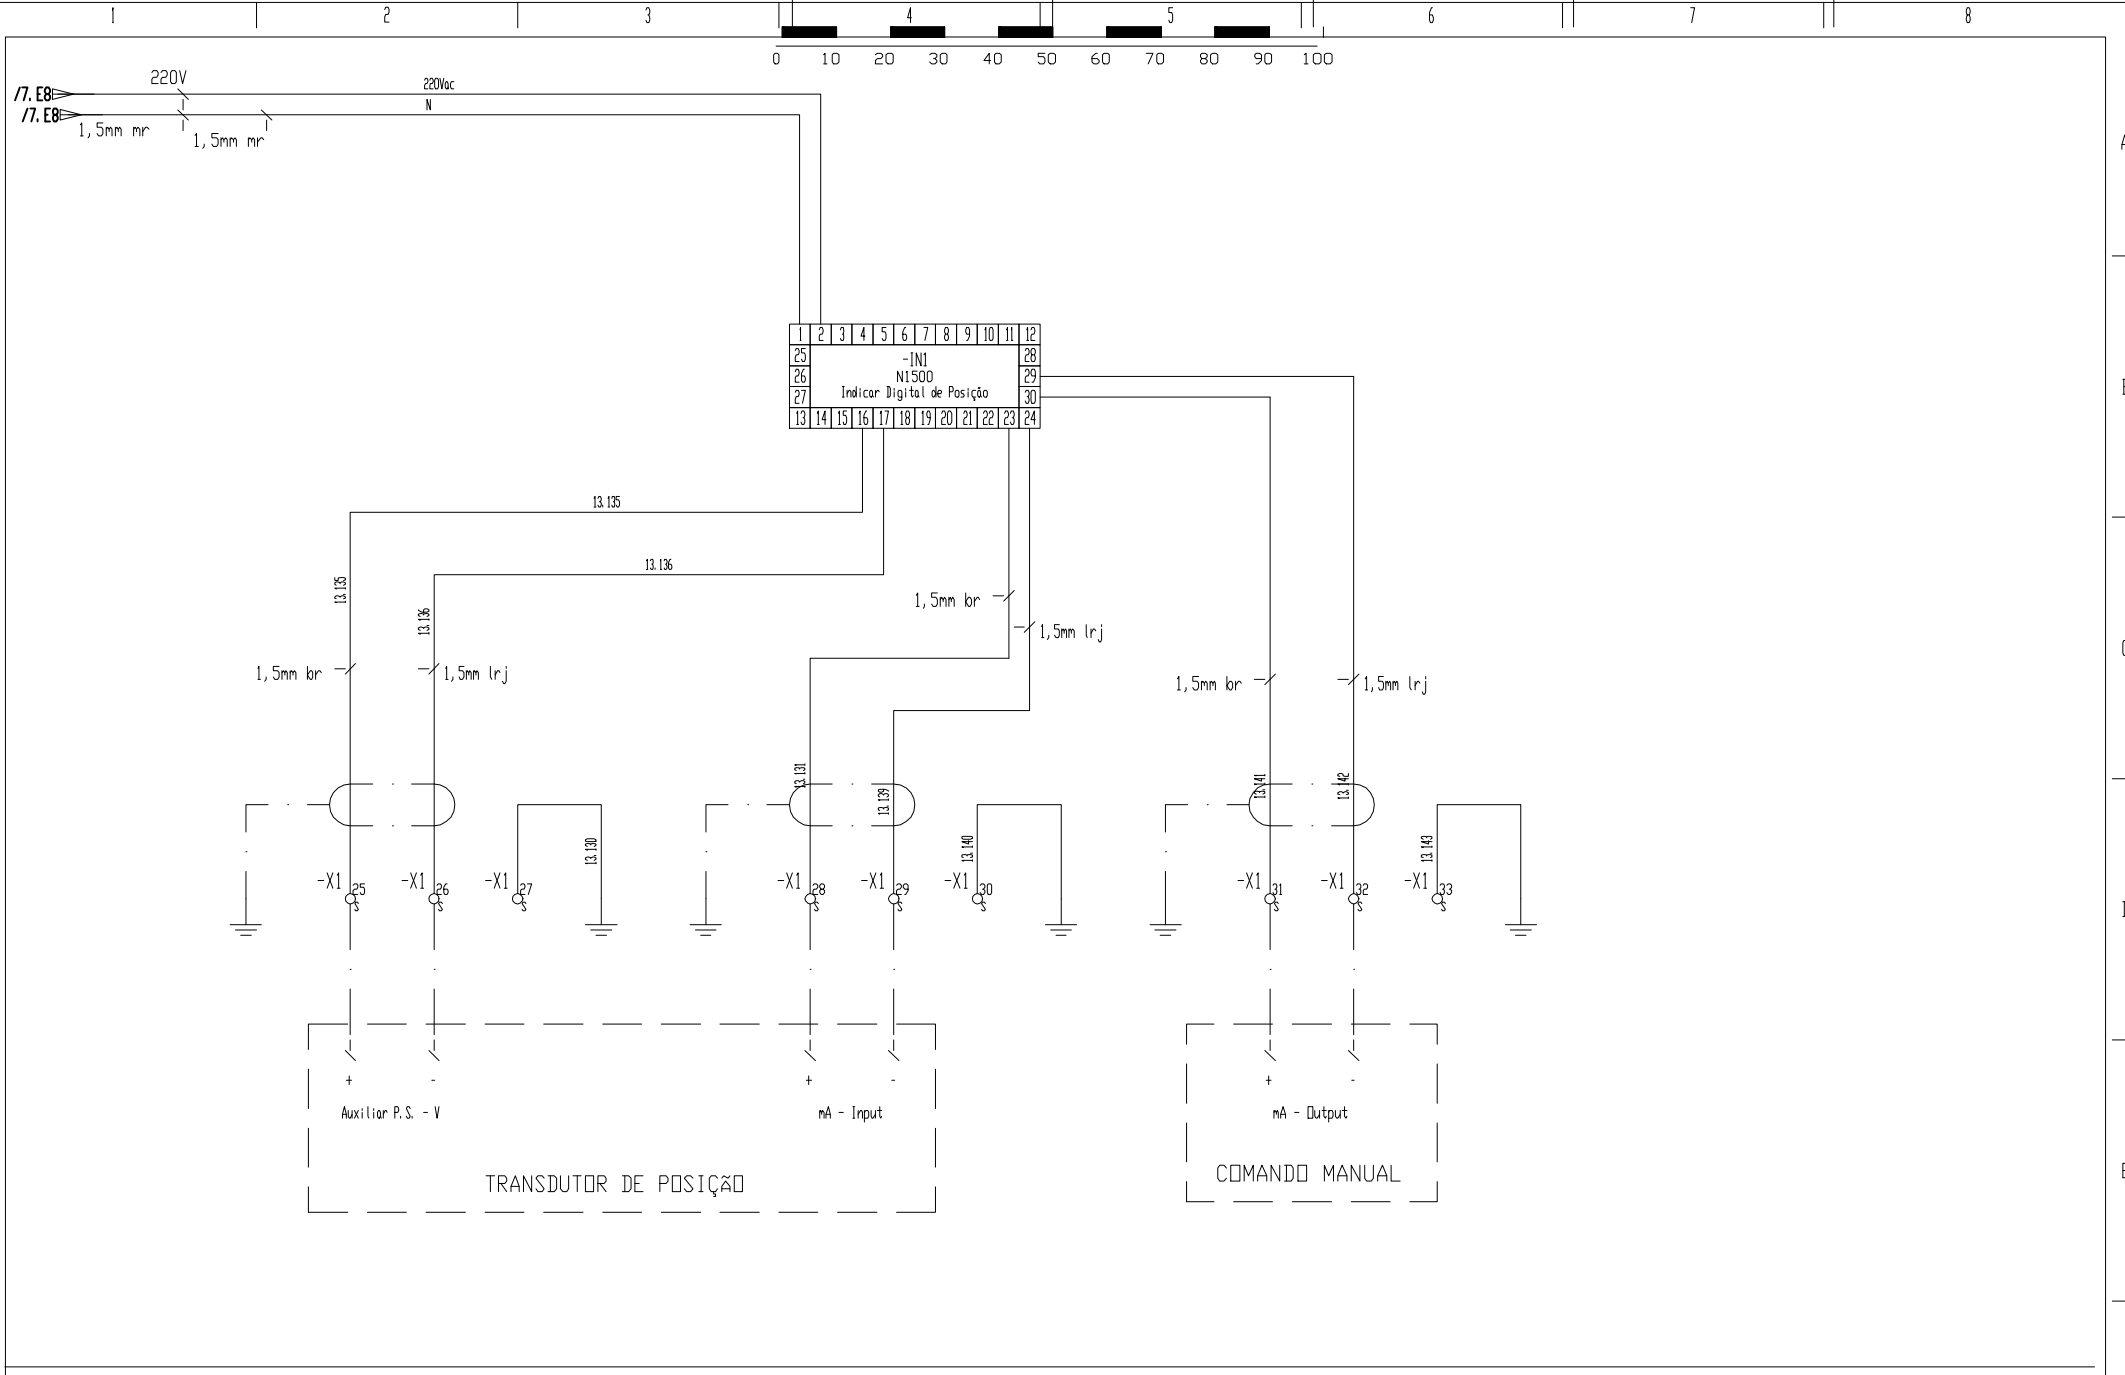 1 2 3 4 5 6 7 8
0 10 20 30 40 50 60 70 80 90 100
220V
/7.E8 220Vac
/7.E8 N
1,5mm mr
1,5mm mr
1 2 3 4 5 6 7 8 9 10 11 12
25 28
-IN1
26 N1500 29
27 Indicar Digital de Posição 30
13 14 15 16 17 18 19 20 21 22 23 24
13.135
13.136
13.135
13.136
1,5mm br
1,5mm lrj
1,5mm br
1,5mm lrj
1,5mm br
1,5mm lrj
13.131
13.139
13.141
13.142
13.130
13.140
13.143
-X1 25 S
-X1 26 S
-X1 27 S
-X1 28 S
-X1 29 S
-X1 30 S
-X1 31 S
-X1 32 S
-X1 33 S
+ - + - + -
Auxiliar P.S. - V
mA - Input
mA - Output
COMANDO MANUAL
TRANSDUTOR DE POSIÇÃO